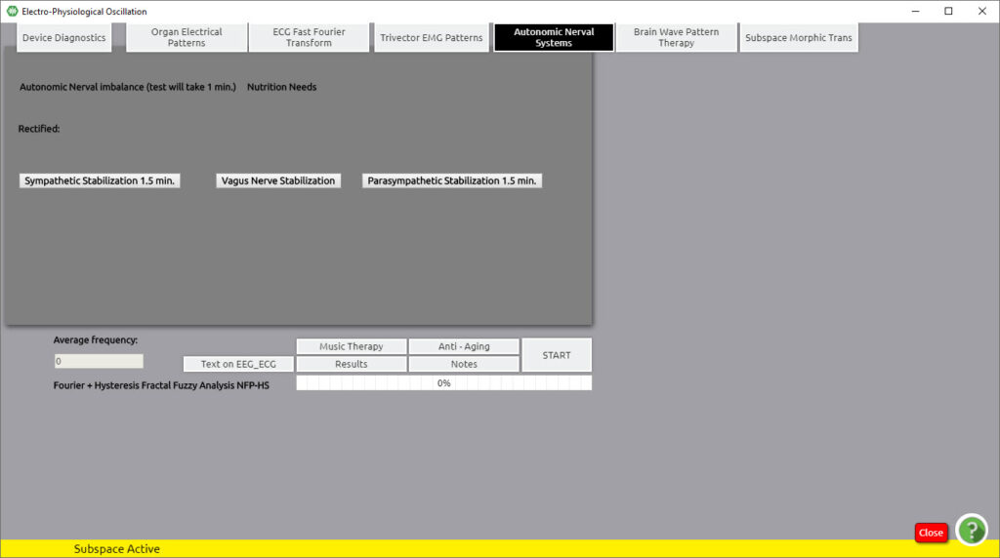 Electro-Physiological Oscillation
Device Diagnostics
Organ Electrical
Patterns
ECG Fast Fourier
Transform
Trivector EMG Patterns
Autonomic Nerval
Systems
Brain Wave Pattern
Therapy
Subspace Morphic Trans
Autonomic Nerval imbalance (test will take 1 min.) Nutrition Needs
Rectified:
Sympathetic Stabilization 1.5 min. Vagus Nerve Stabilization Parasympathetic Stabilization 1.5 min.
Average frequency:
0
Text on EEG_ECG
Music Therapy
Anti - Aging
Results
Notes
START
Fourier + Hysteresis Fractal Fuzzy Analysis NFP-HS
0%
Close
?
Subspace Active